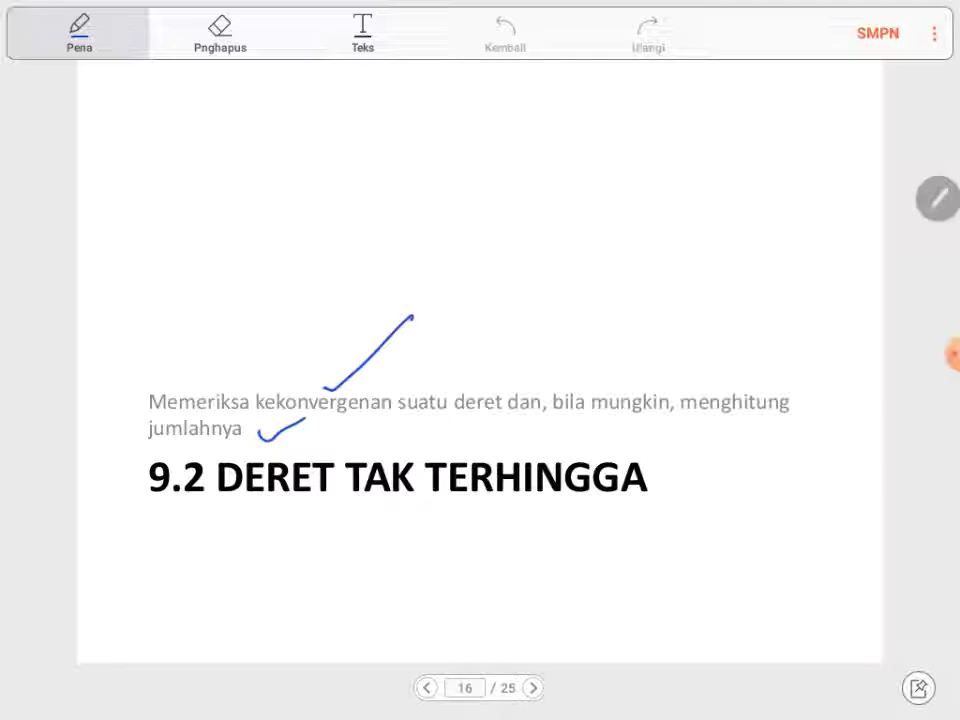 Pena
Pnghapus
Teks
Kembali
Ulangi
SMPN
Memeriksa kekonvergenan suatu deret dan, bila mungkin, menghitung
jumlahnya
9.2 DERET TAK TERHINGGA
16 / 25